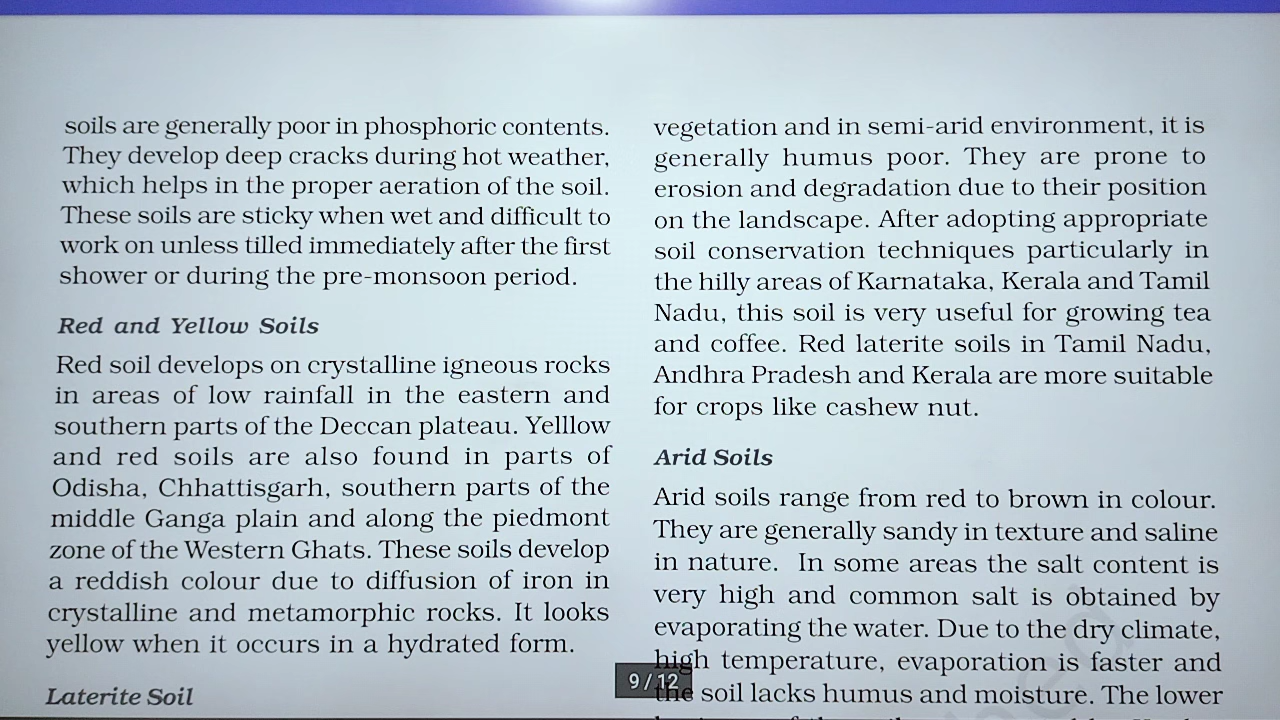 soils are generally poor in phosphoric contents.
They develop deep cracks during hot weather,
which helps in the proper aeration of the soil.
These soils are sticky when wet and difficult to
work on unless tilled immediately after the first
shower or during the pre-monsoon period.
Red and Yellow Soils
Red soil develops on crystalline igneous rocks
in areas of low rainfall in the eastern and
southern parts of the Deccan plateau. Yelllow
and red soils are also found in parts of
Odisha, Chhattisgarh, southern parts of the
middle Ganga plain and along the piedmont
zone of the Western Ghats. These soils develop
a reddish colour due to diffusion of iron in
crystalline and metamorphic rocks. It looks
yellow when it occurs in a hydrated form.
Laterite Soil
vegetation and in semi-arid environment, it is
generally humus poor. They are prone to
erosion and degradation due to their position
on the landscape. After adopting appropriate
soil conservation techniques particularly in
the hilly areas of Karnataka, Kerala and Tamil
Nadu, this soil is very useful for growing tea
and coffee. Red laterite soils in Tamil Nadu,
Andhra Pradesh and Kerala are more suitable
for crops like cashew nut.
Arid Soils
Arid soils range from red to brown in colour.
They are generally sandy in texture and saline
in nature. In some areas the salt content is
very high and common salt is obtained by
evaporating the water. Due to the dry climate,
high temperature, evaporation is faster and
the soil lacks humus and moisture. The lower
9/12